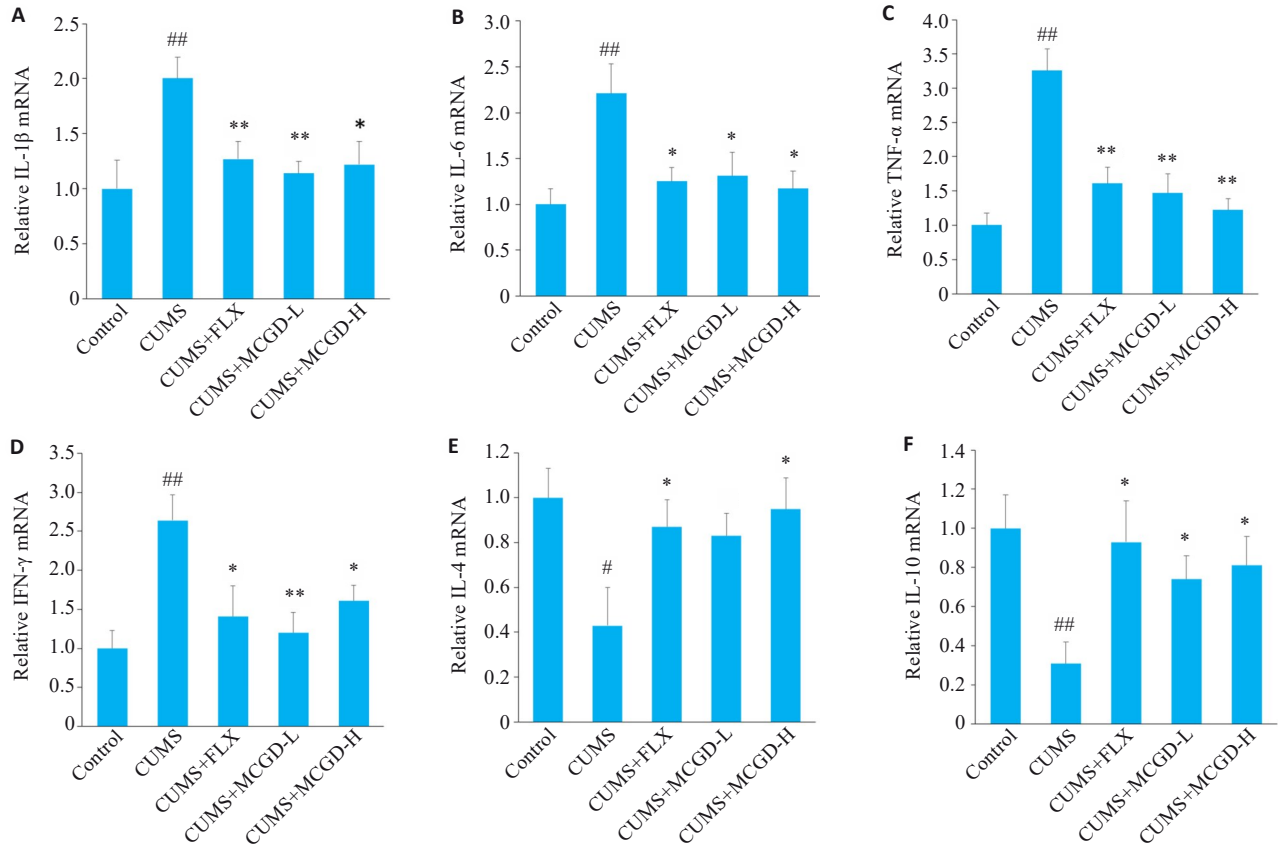 A
Relative IL-1β mRNA
2.5
2.0
1.5
1.0
0.5
0
##
**
**
*
Control
CUMS
CUMS+FLX
CUMS+MCGD-L
CUMS+MCGD-H
B
Relative IL-6 mRNA
3.0
2.5
2.0
1.5
1.0
0.5
0
##
*
*
*
Control
CUMS
CUMS+FLX
CUMS+MCGD-L
CUMS+MCGD-H
C
Relative TNF-α mRNA
4.0
3.5
3.0
2.5
2.0
1.5
1.0
0.5
0
##
**
**
**
Control
CUMS
CUMS+FLX
CUMS+MCGD-L
CUMS+MCGD-H
D
Relative IFN-γ mRNA
3.5
3.0
2.5
2.0
1.5
1.0
0.5
0
##
*
**
*
Control
CUMS
CUMS+FLX
CUMS+MCGD-L
CUMS+MCGD-H
E
Relative IL-4 mRNA
1.2
1.0
0.8
0.6
0.4
0.2
0
#
*
*
Control
CUMS
CUMS+FLX
CUMS+MCGD-L
CUMS+MCGD-H
F
Relative IL-10 mRNA
1.4
1.2
1.0
0.8
0.6
0.4
0.2
0
##
*
*
*
Control
CUMS
CUMS+FLX
CUMS+MCGD-L
CUMS+MCGD-H